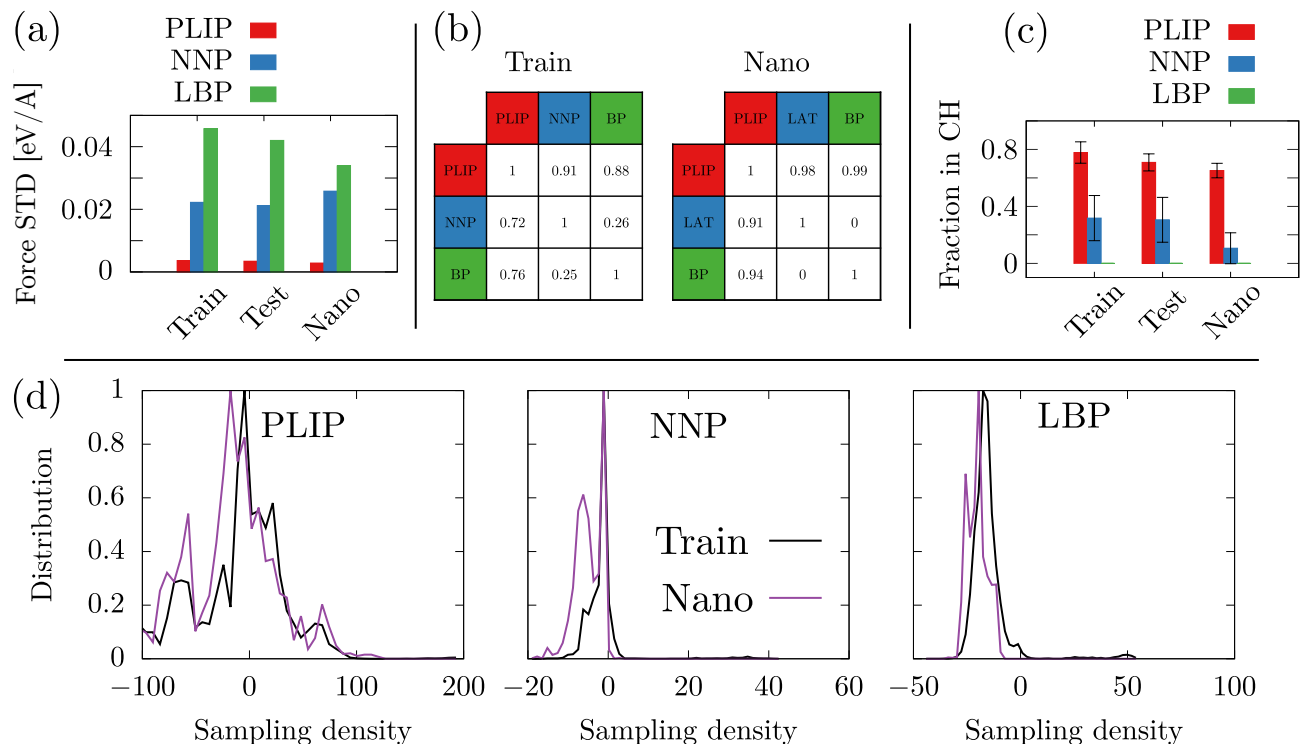 (a)
PLIP
NNP
LBP
Force STD [eV/A]
0.04
0.02
0
Train
Test
Nano
(b)
Train
PLIP NNP BP
PLIP 1 0.91 0.88
NNP 0.72 1 0.26
BP 0.76 0.25 1
Nano
PLIP LAT BP
PLIP 1 0.98 0.99
LAT 0.91 1 0
BP 0.94 0 1
(c)
PLIP
NNP
LBP
Fraction in CH
0.8
0.4
0
Train
Test
Nano
(d)
Distribution
1
0.8
0.6
0.4
0.2
0
PLIP
−100 0 100 200
Sampling density
NNP
Train
Nano
−20 0 20 40 60
Sampling density
LBP
−50 0 50 100
Sampling density